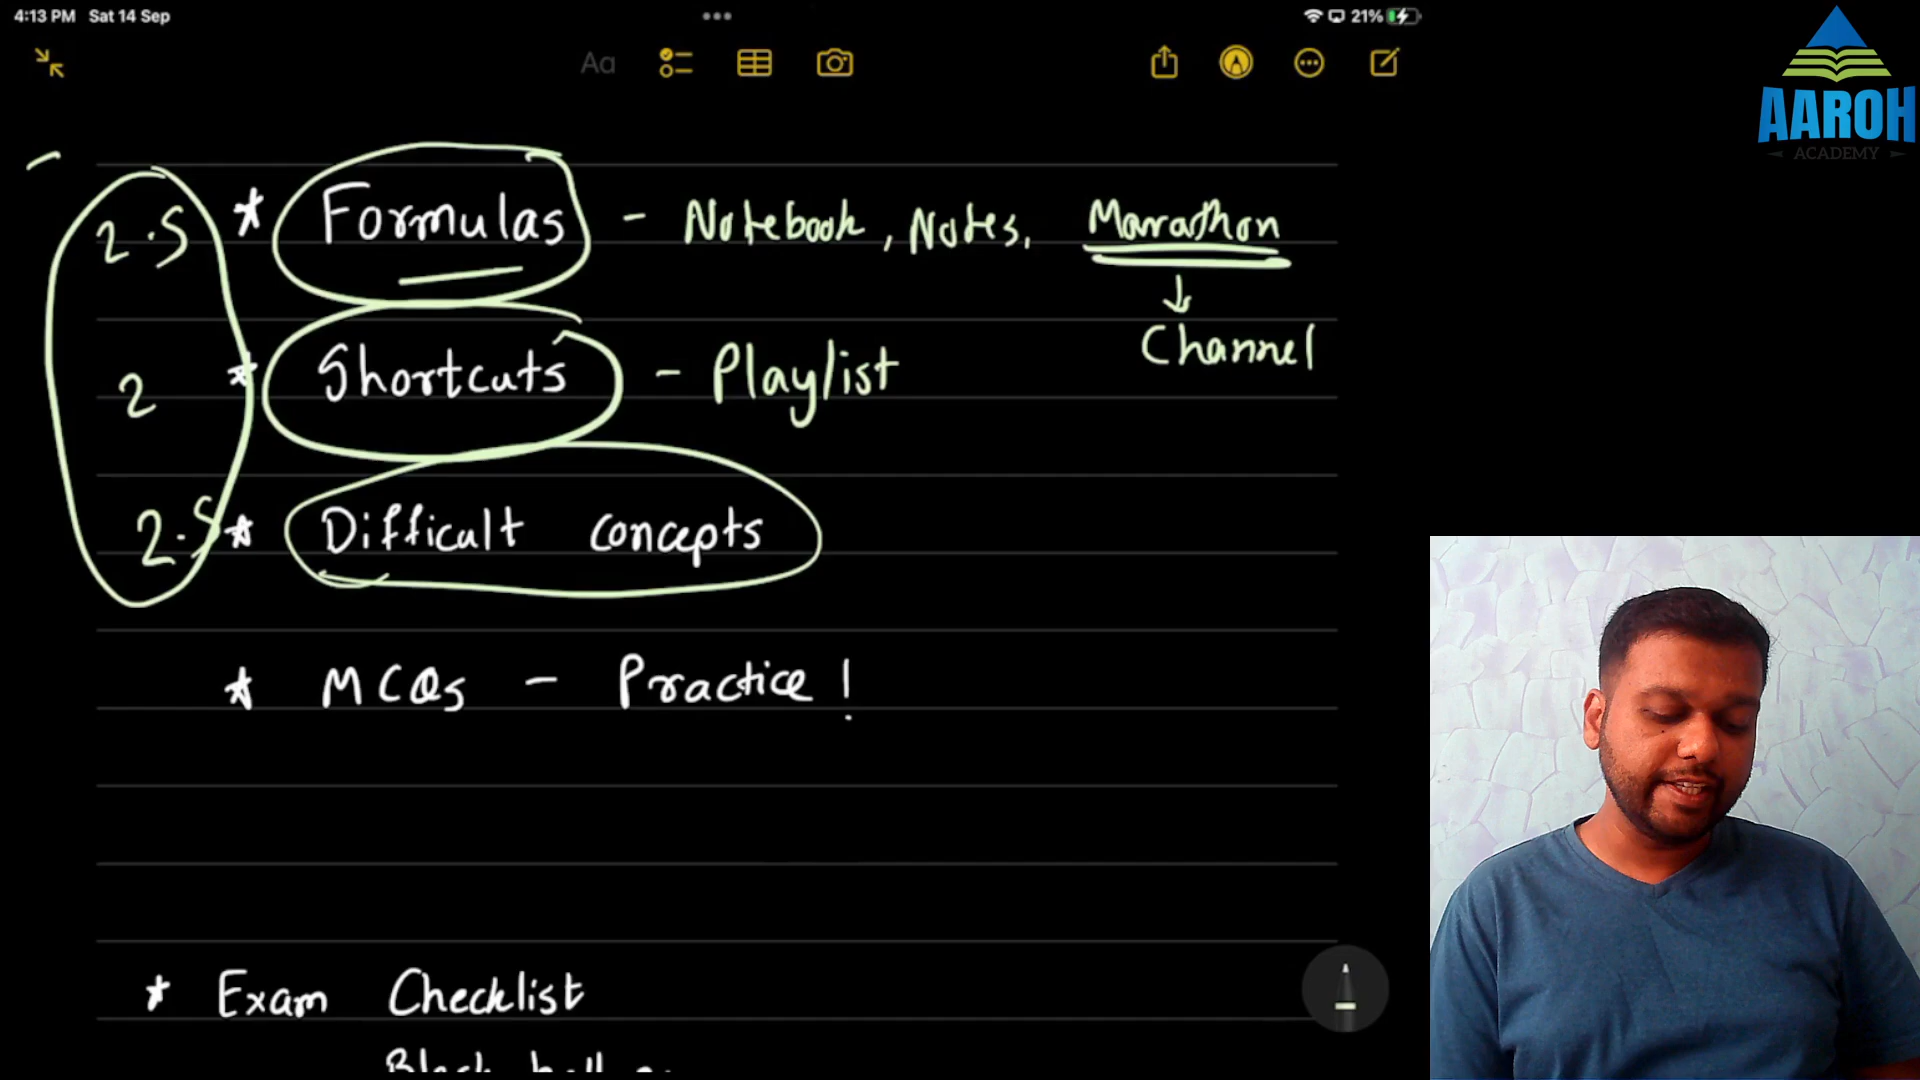 4:13 PM Sat 14 Sep
21%
Aa
AAROH
ACADEMY
2.5 * Formulas - Notebook, Notes, Marathon
↓
Channel
2 * Shortcuts - Playlist
2.5 * Difficult concepts
* MCQs - Practice!
* Exam Checklist